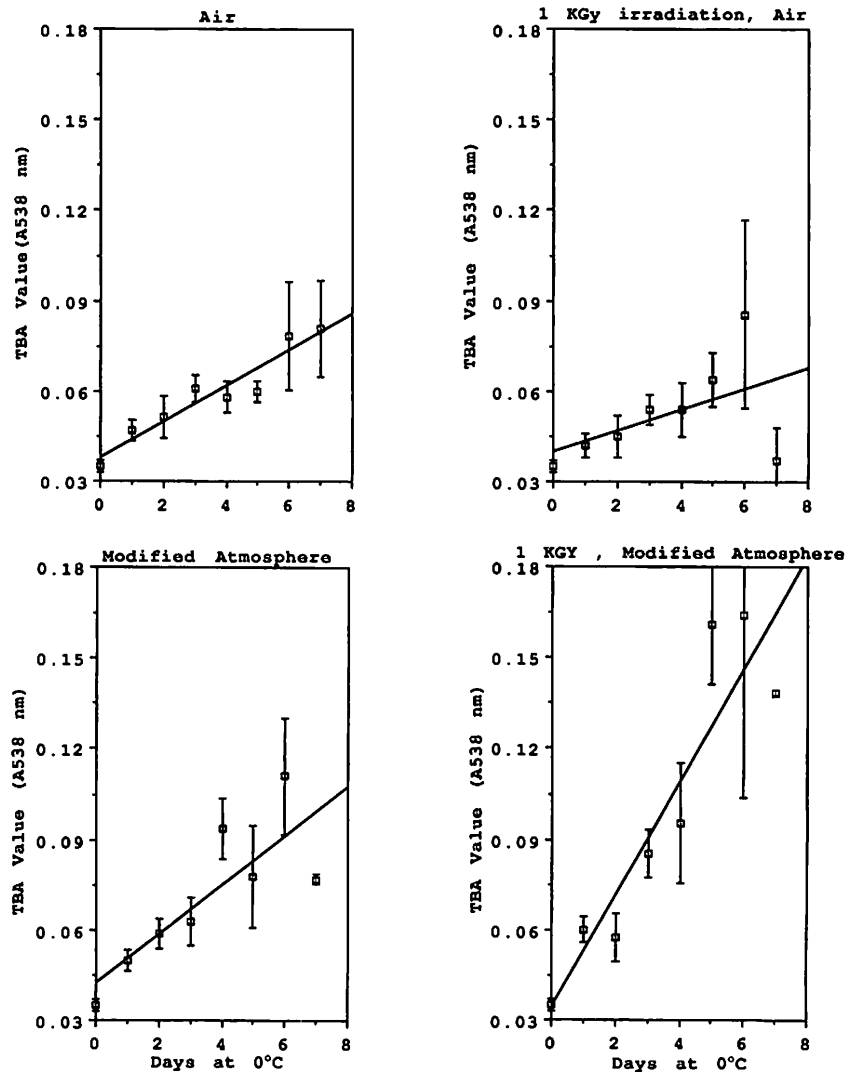 Air
0.18
0.15
0.12
0.09
0.06
0.03
TBA Value(A538 nm)
0 2 4 6 8
1 KGy irradiation, Air
0.18
0.15
0.12
0.09
0.06
0.03
TBA Value (A538 nm)
0 2 4 6 8
Modified Atmosphere
0.18
0.15
0.12
0.09
0.06
0.03
TBA Value (A538 nm)
0 2 4 6 8
Days at 0°C
1 KGY , Modified Atmosphere
0.18
0.15
0.12
0.09
0.06
0.03
TBA Value (A538 nm)
0 2 4 6 8
Days at 0°C